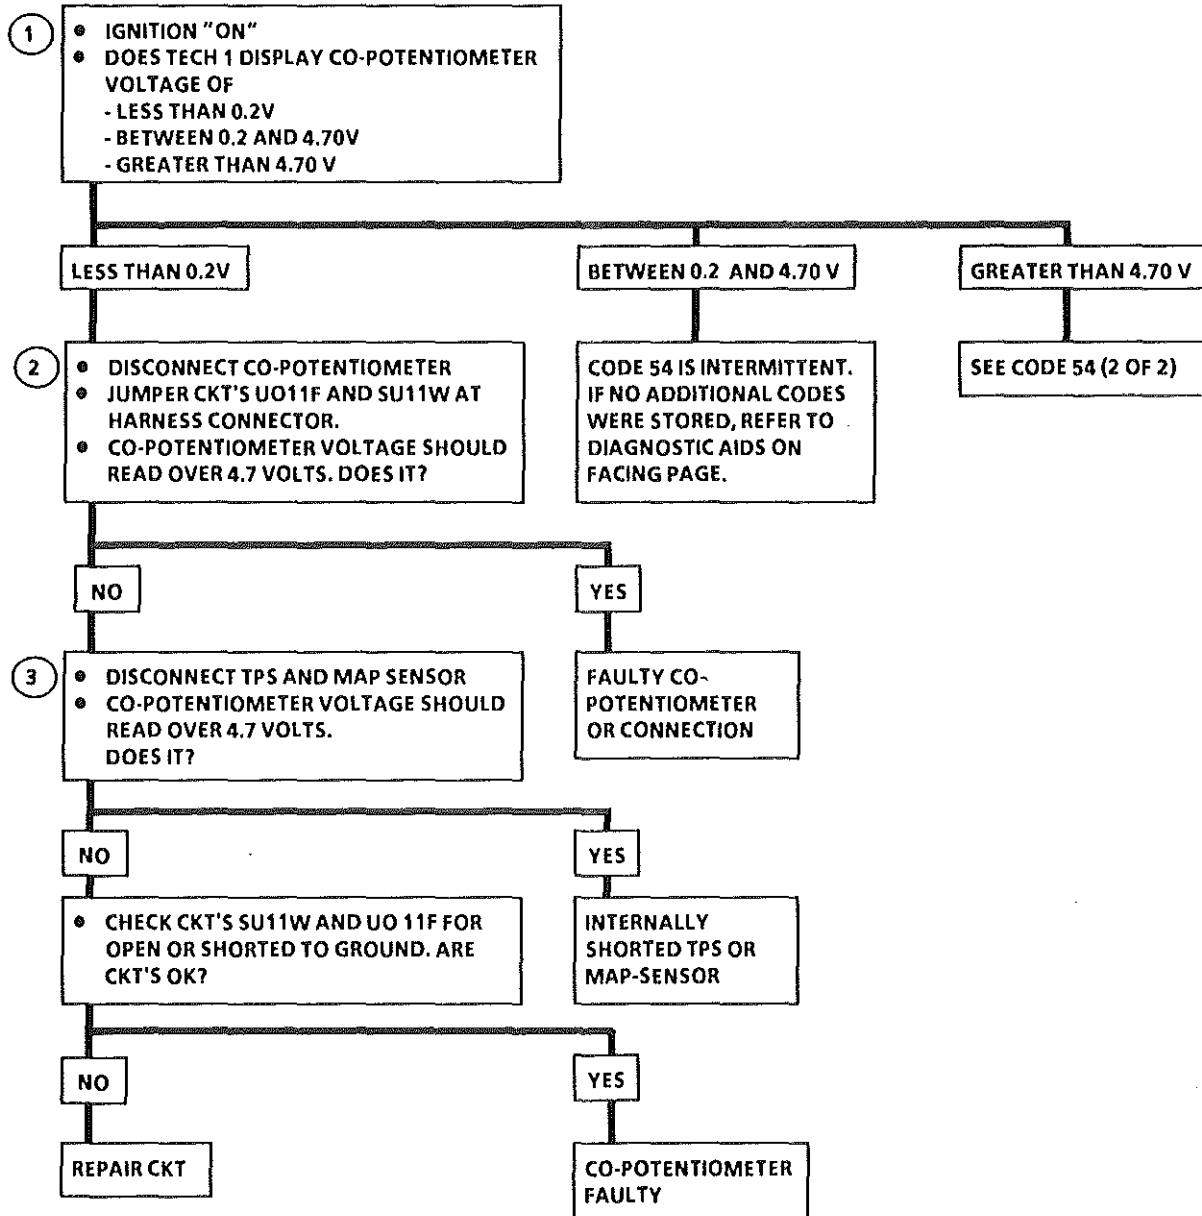 1
• IGNITION "ON"
• DOES TECH 1 DISPLAY CO-POTENTIOMETER
VOLTAGE OF
- LESS THAN 0.2V
- BETWEEN 0.2 AND 4.70V
- GREATER THAN 4.70 V
LESS THAN 0.2V
BETWEEN 0.2 AND 4.70 V
GREATER THAN 4.70 V
2
• DISCONNECT CO-POTENTIOMETER
• JUMPER CKT'S UO11F AND SU11W AT
HARNESS CONNECTOR.
• CO-POTENTIOMETER VOLTAGE SHOULD
READ OVER 4.7 VOLTS. DOES IT?
CODE 54 IS INTERMITTENT.
IF NO ADDITIONAL CODES
WERE STORED, REFER TO
DIAGNOSTIC AIDS ON
FACING PAGE.
SEE CODE 54 (2 OF 2)
NO
YES
3
• DISCONNECT TPS AND MAP SENSOR
• CO-POTENTIOMETER VOLTAGE SHOULD
READ OVER 4.7 VOLTS.
DOES IT?
FAULTY CO-
POTENTIOMETER
OR CONNECTION
NO
YES
• CHECK CKT'S SU11W AND UO 11F FOR
OPEN OR SHORTED TO GROUND. ARE
CKT'S OK?
INTERNALLY
SHORTED TPS OR
MAP-SENSOR
NO
YES
REPAIR CKT
CO-POTENTIOMETER
FAULTY